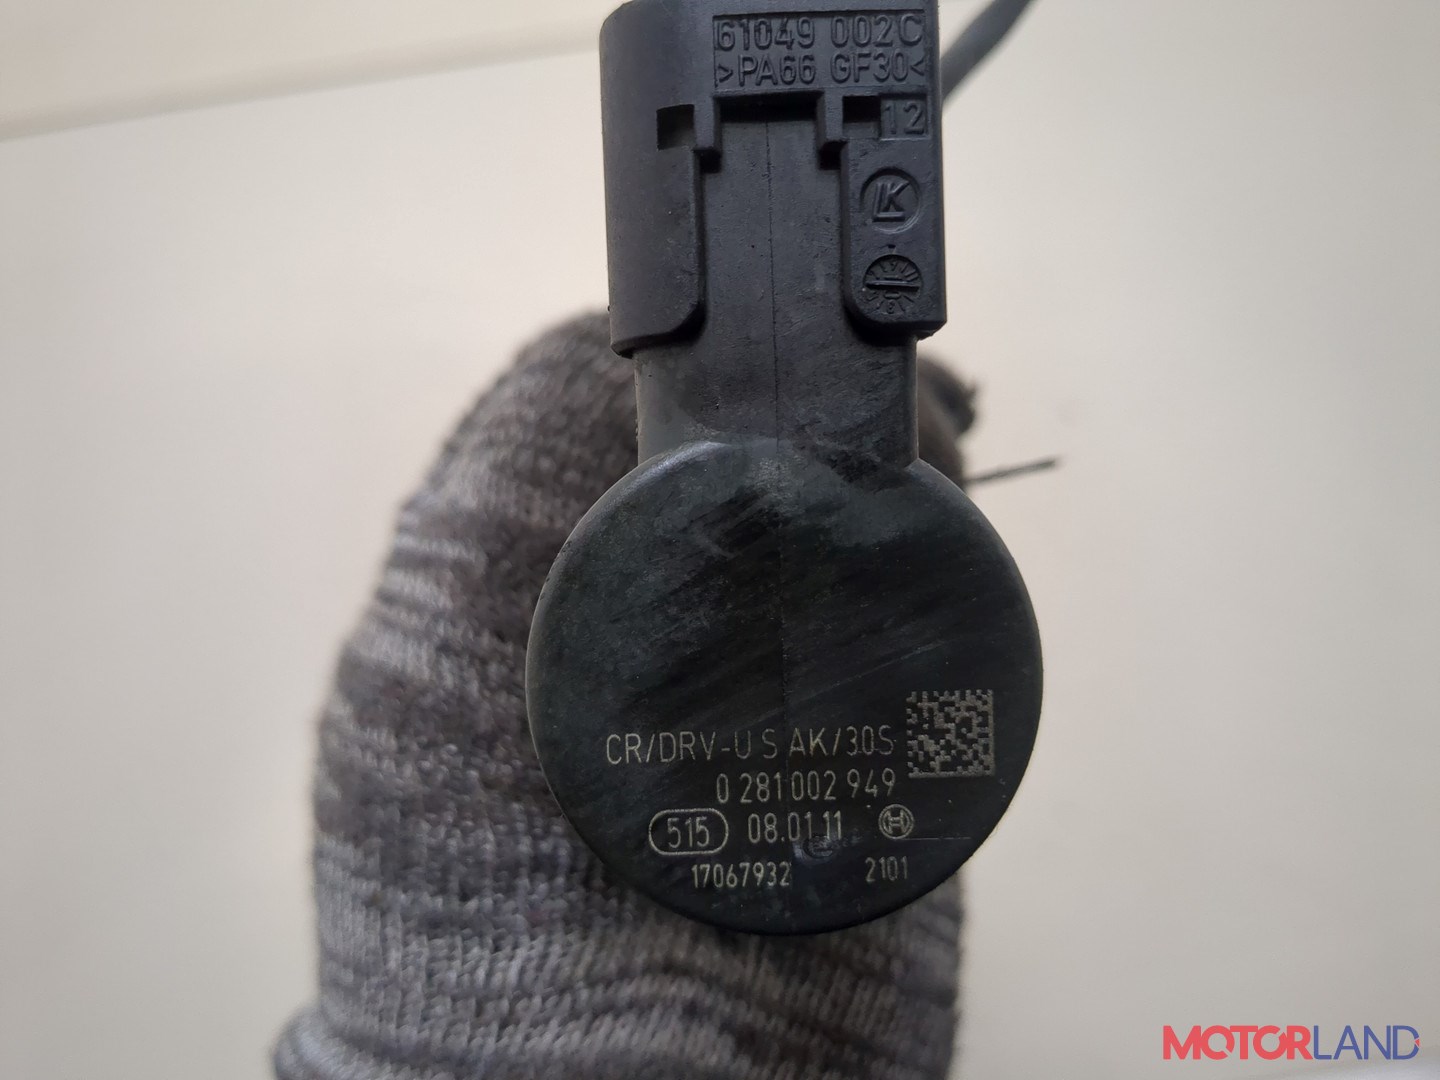 61049 002C
>PA66 GF30<
12
LK
CR/DRV-U S AK/30S
0 281 002 949
515 08.01.11
17067932 2101
MOTORLAND